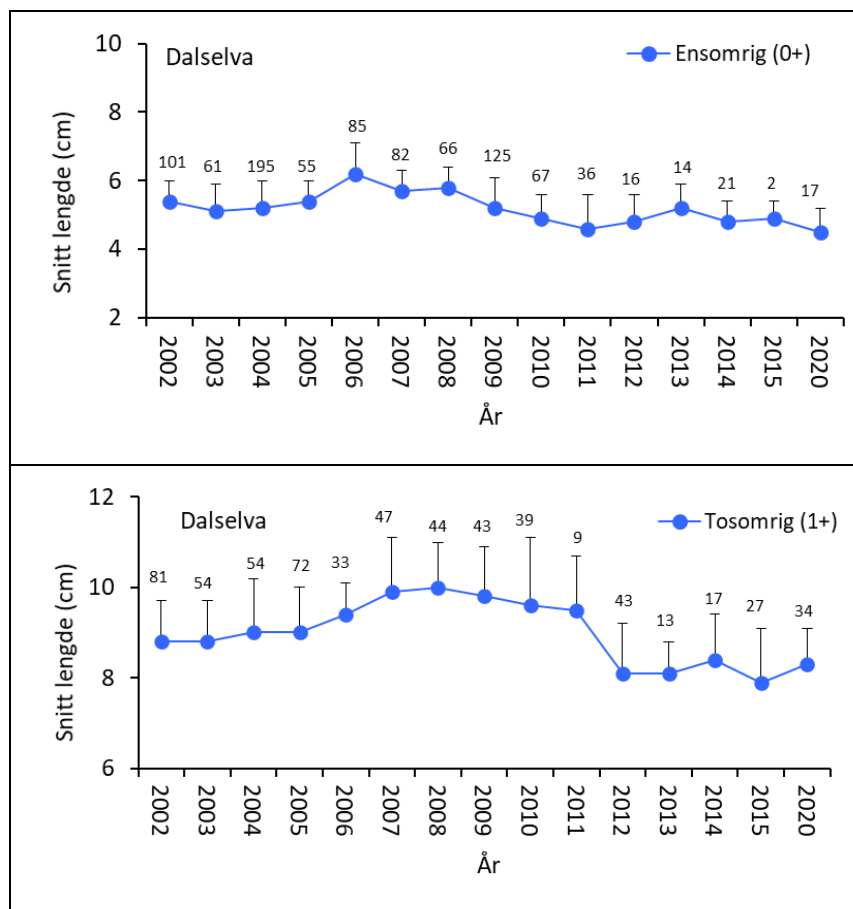 Dalselva
Ensomrig (0+)
Snitt lengde (cm)
10
8
6
4
2
101 61 195 55 85 82 66 125 67 36 16 14 21 2 17
2002 2003 2004 2005 2006 2007 2008 2009 2010 2011 2012 2013 2014 2015 2020
År
Dalselva
Tosomrig (1+)
Snitt lengde (cm)
12
10
8
6
81 54 54 72 33 47 44 43 39 9 43 13 17 27 34
2002 2003 2004 2005 2006 2007 2008 2009 2010 2011 2012 2013 2014 2015 2020
År